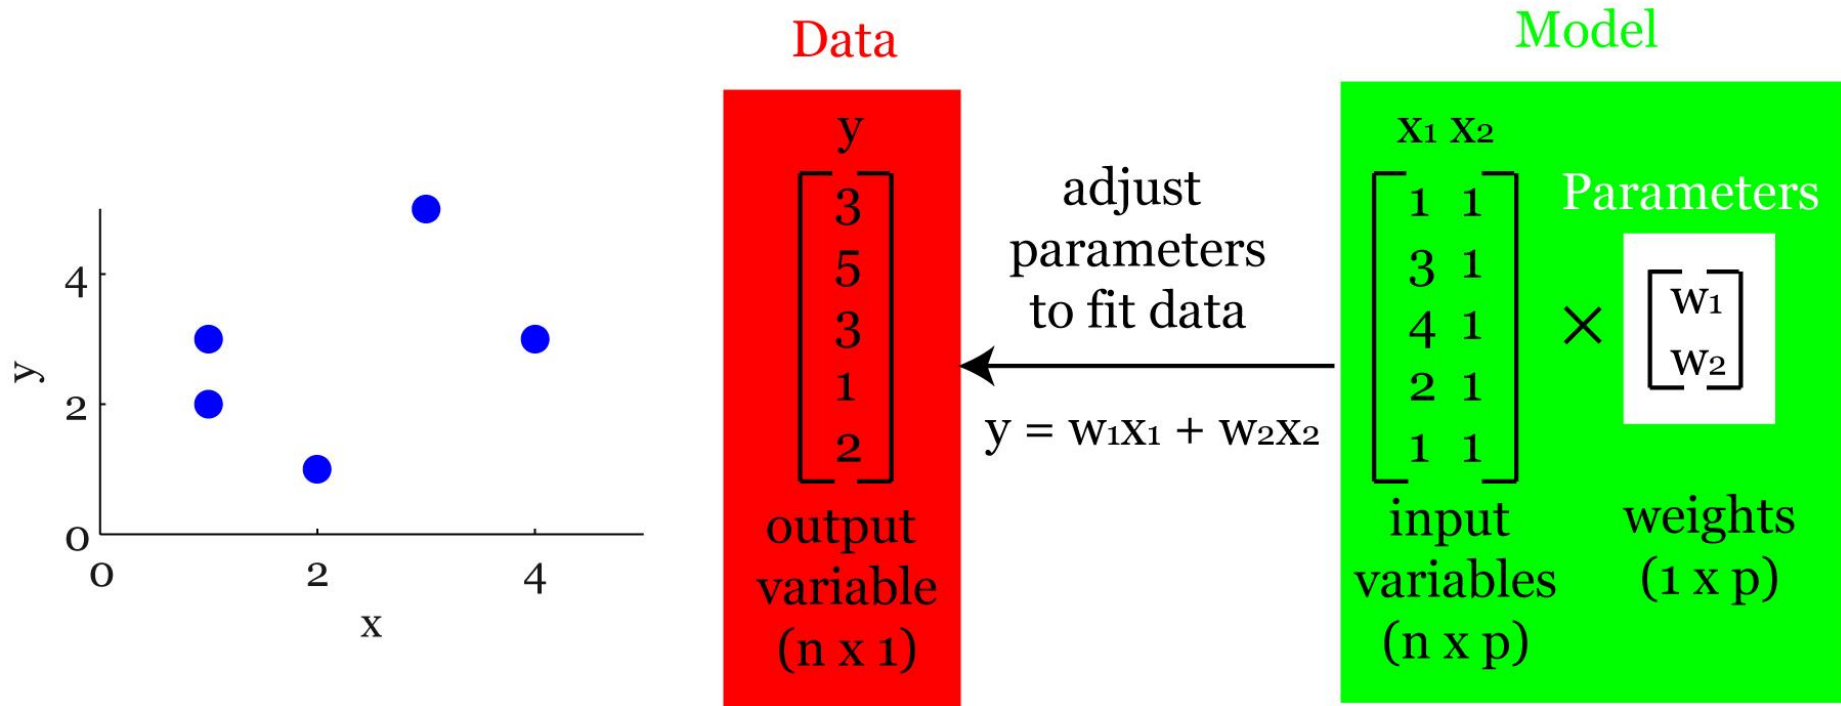 4
2
0
0 2 4
x
y
Data
y
3
5
3
1
2
output
variable
(n x 1)
adjust
parameters
to fit data
y = w₁x₁ + w₂x₂
Model
x₁ x₂
1 1
3 1
4 1
2 1
1 1
input
variables
(n x p)
×
Parameters
w₁
w₂
weights
(1 x p)